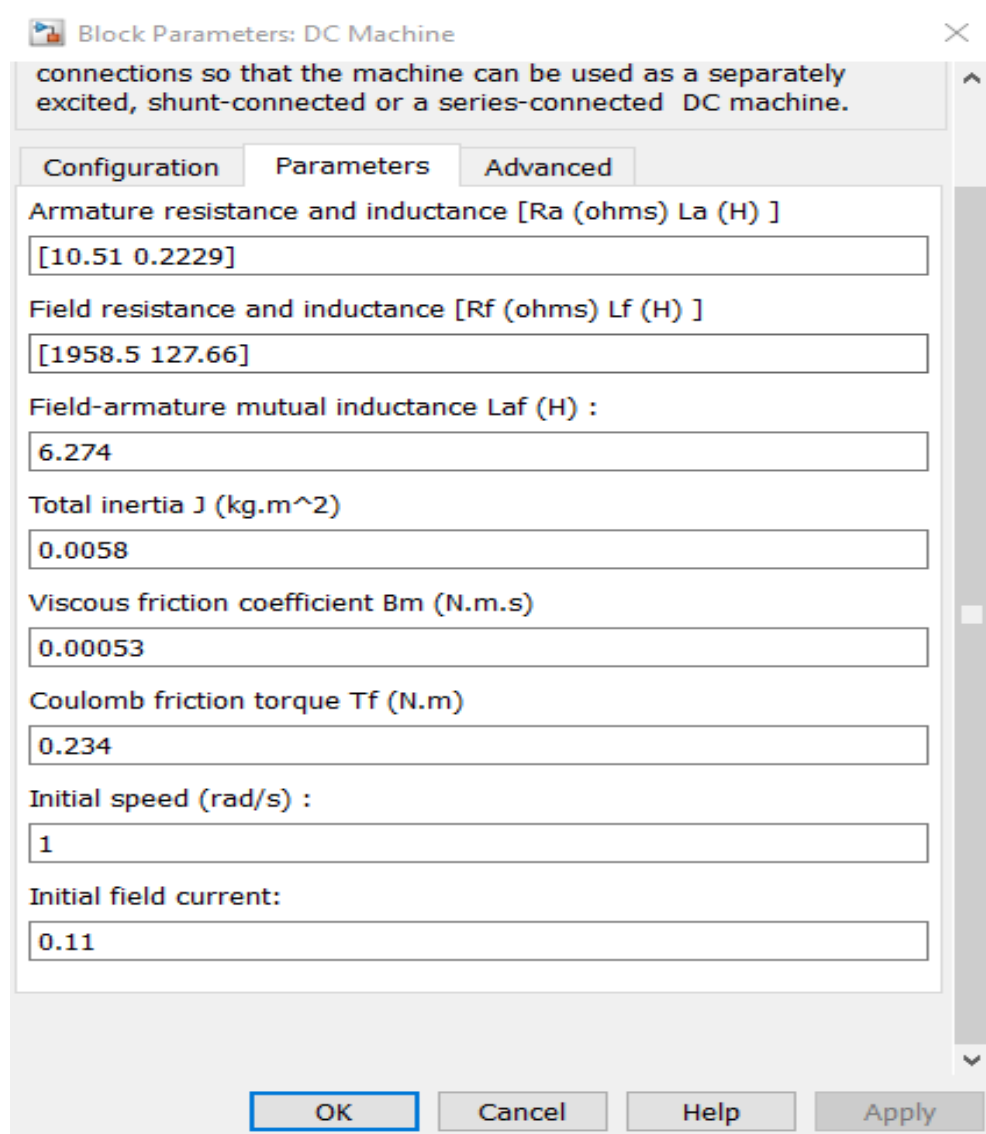 Block Parameters: DC Machine
connections so that the machine can be used as a separately
excited, shunt-connected or a series-connected DC machine.
Configuration Parameters Advanced
Armature resistance and inductance [Ra (ohms) La (H) ]
[10.51 0.2229]
Field resistance and inductance [Rf (ohms) Lf (H) ]
[1958.5 127.66]
Field-armature mutual inductance Laf (H) :
6.274
Total inertia J (kg.m^2)
0.0058
Viscous friction coefficient Bm (N.m.s)
0.00053
Coulomb friction torque Tf (N.m)
0.234
Initial speed (rad/s) :
1
Initial field current:
0.11
OK Cancel Help Apply